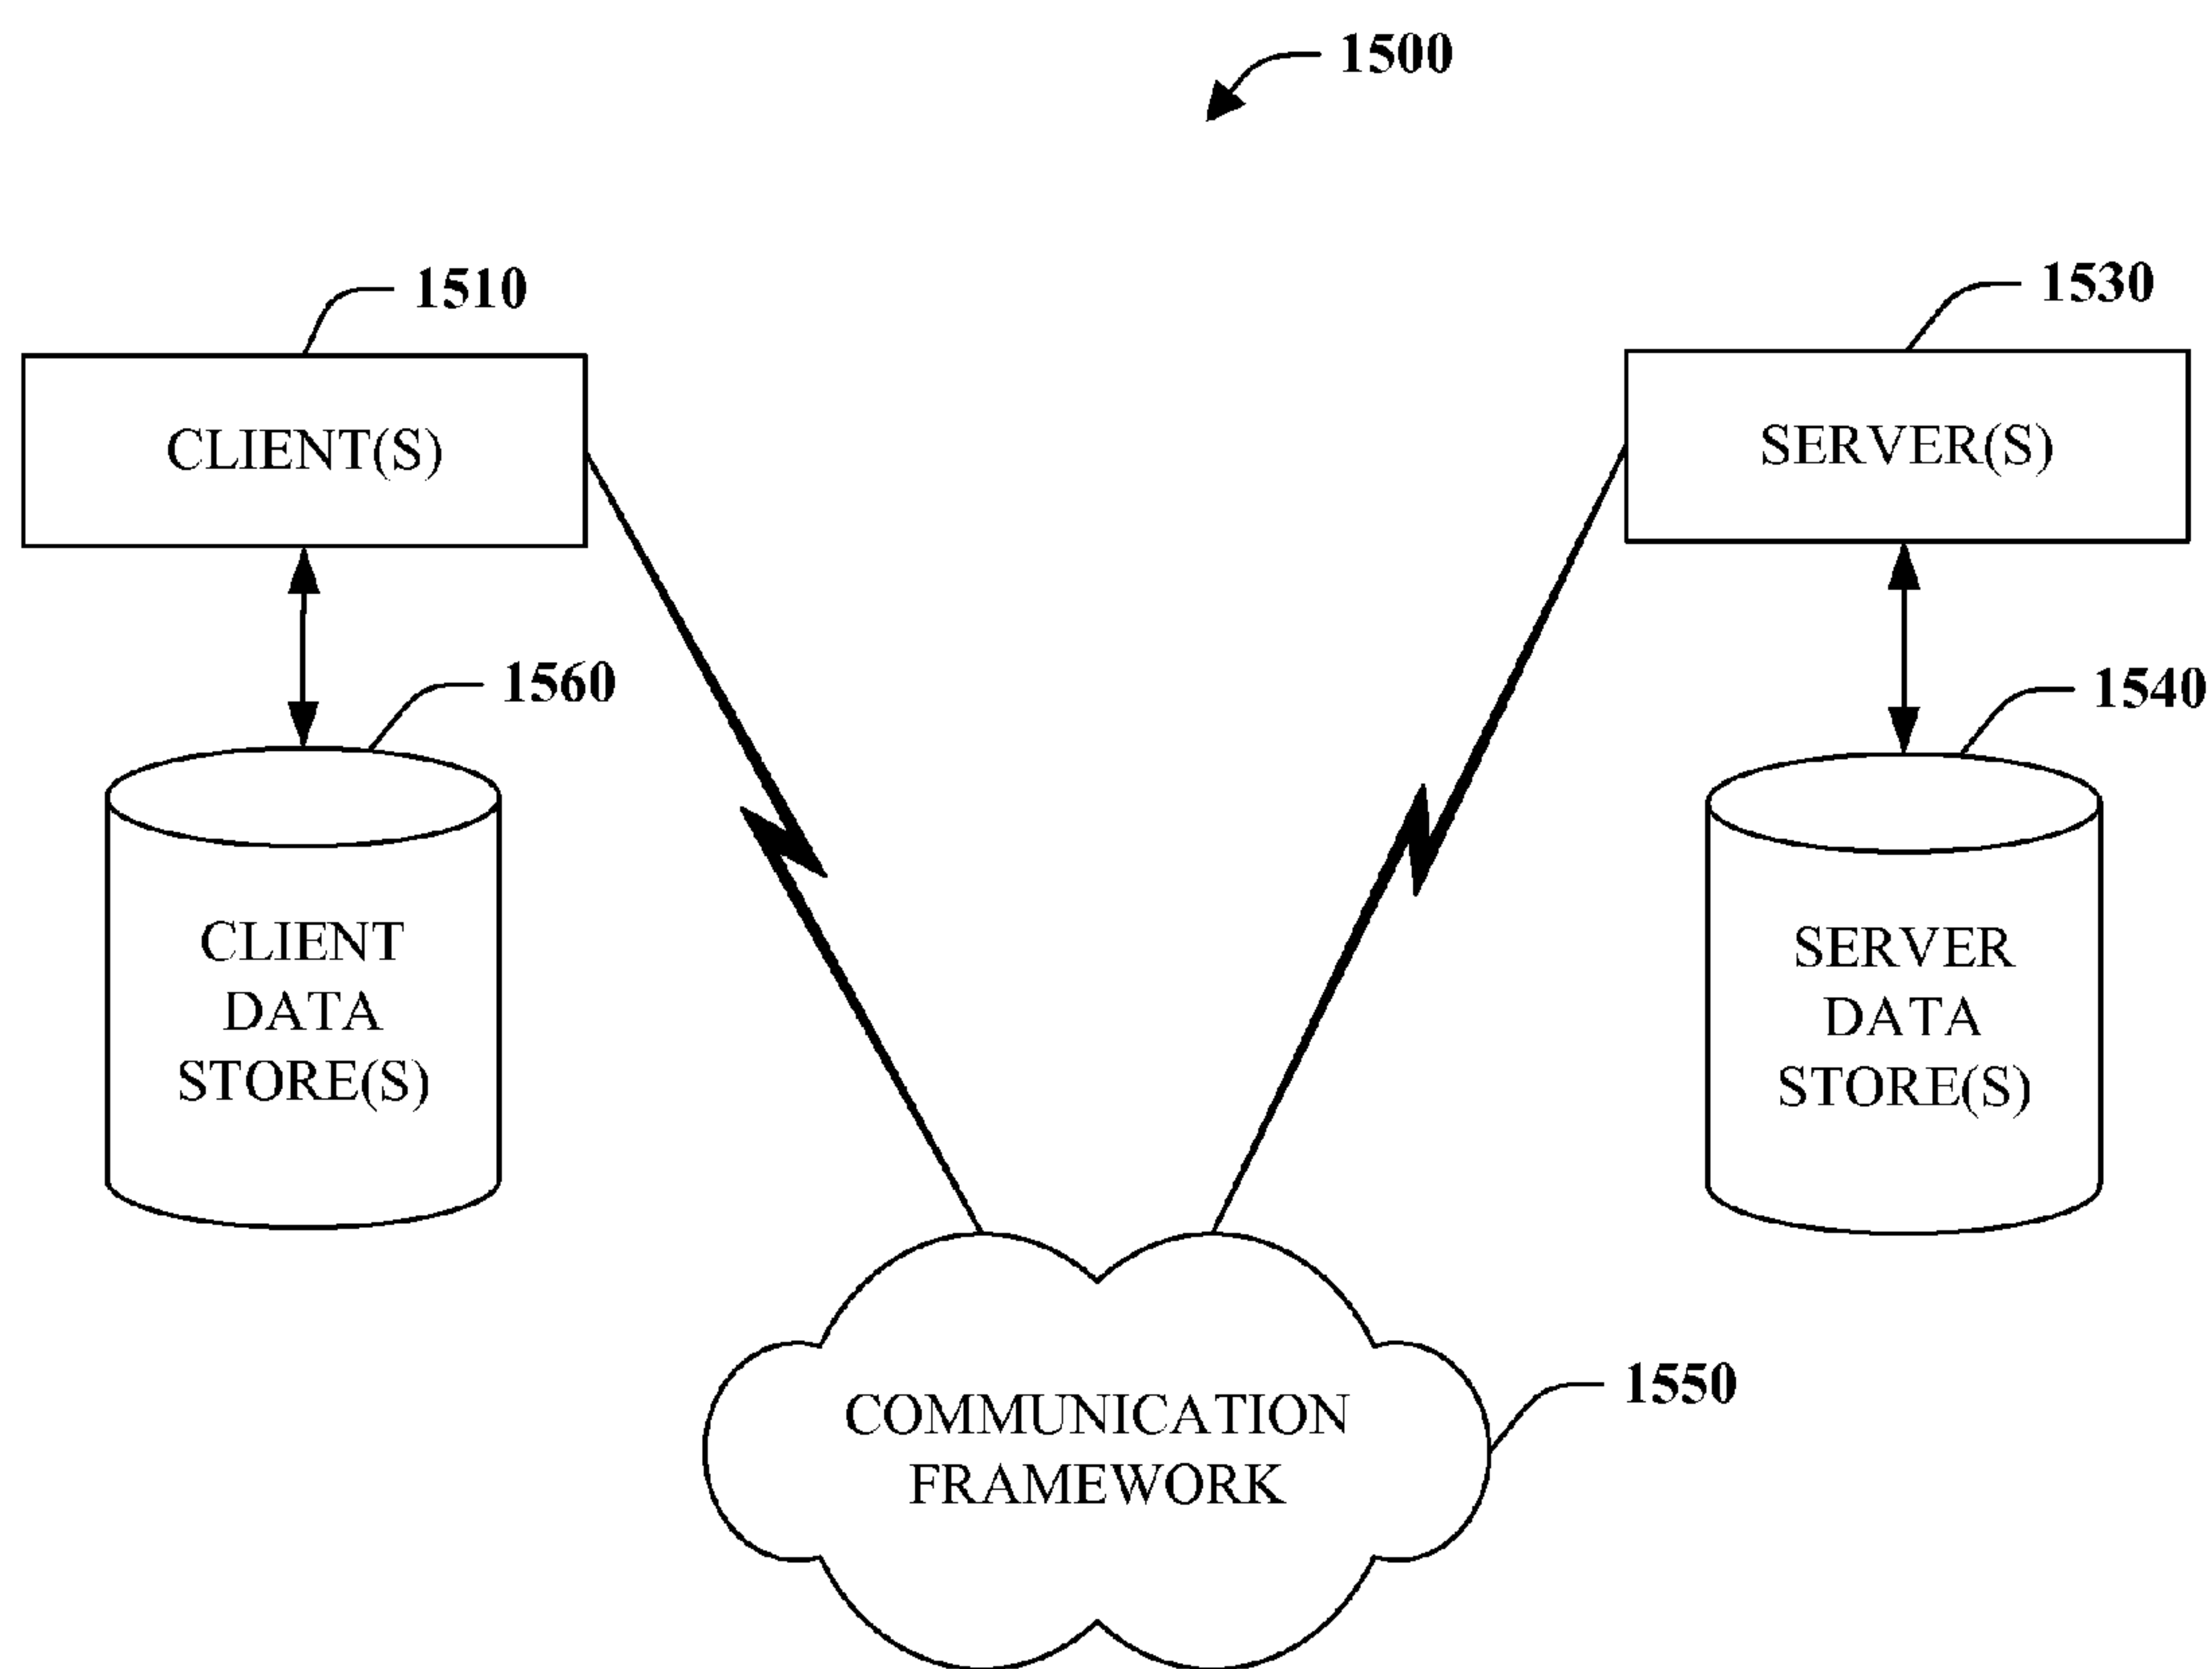 1500
1510
1530
CLIENT(S)
SERVER(S)
1560
1540
CLIENT
DATA
STORE(S)
SERVER
DATA
STORE(S)
1550
COMMUNICATION
FRAMEWORK